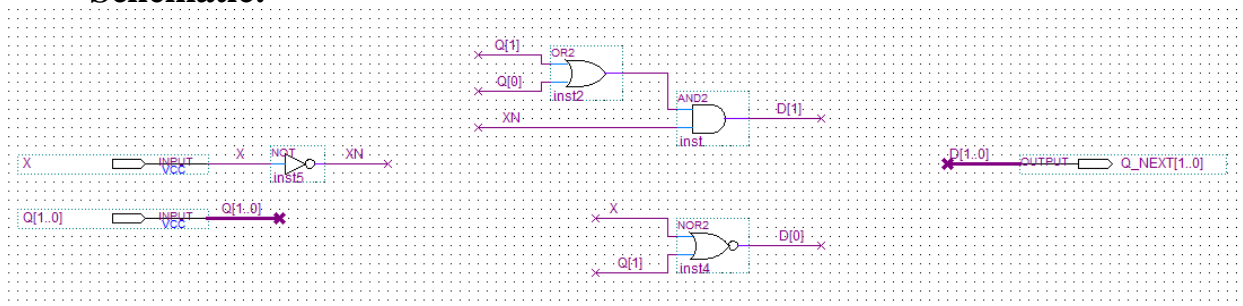 Schematic:
Q[1]
OR2
Q[0]
inst2
AND2
D[1]
XN
inst
X
INPUT
VCC
X
NOT
XN
inst5
D[1..0]
OUTPUT
Q_NEXT[1..0]
Q[1..0]
INPUT
VCC
Q[1..0]
X
NOR2
D[0]
Q[1]
inst4